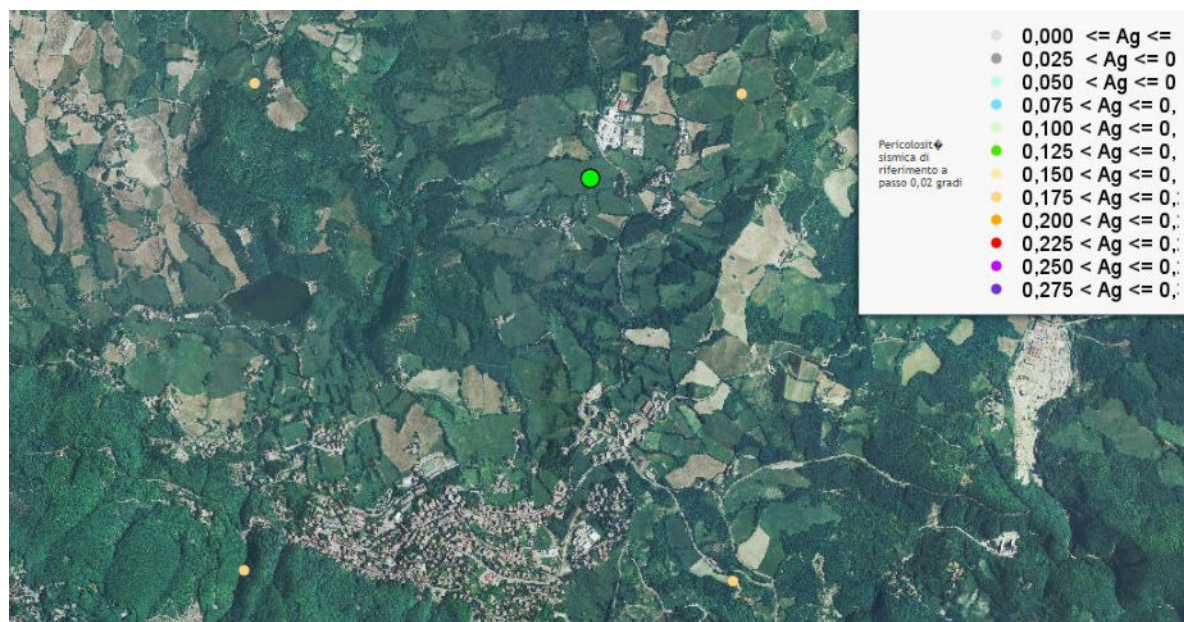 Pericolosit� sismica di riferimento a passo 0,02 gradi
0,000 <= Ag <=
0,025 < Ag <= 0
0,050 < Ag <= 0
0,075 < Ag <= 0,
0,100 < Ag <= 0,
0,125 < Ag <= 0,
0,150 < Ag <= 0,
0,175 < Ag <= 0,
0,200 < Ag <= 0,
0,225 < Ag <= 0,
0,250 < Ag <= 0,
0,275 < Ag <= 0,